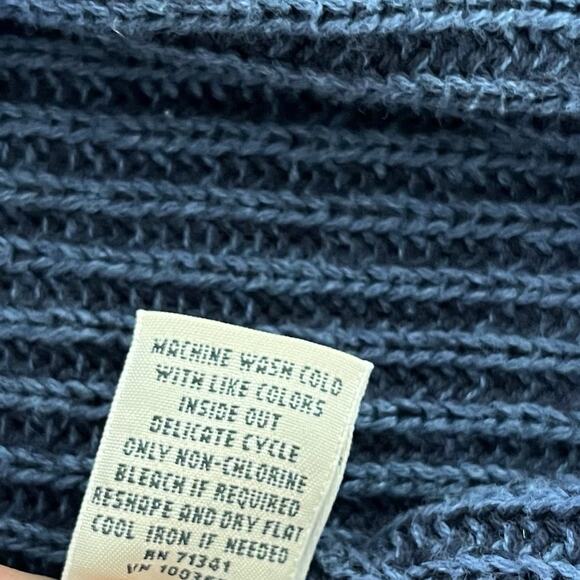 MACHINE WASH COLD
WITH LIKE COLORS
INSIDE OUT
DELICATE CYCLE
ONLY NON-CHLORINE
BLEACH IF REQUIRED
RESHAPE AND DRY FLAT
COOL IRON IF NEEDED
RN 71341